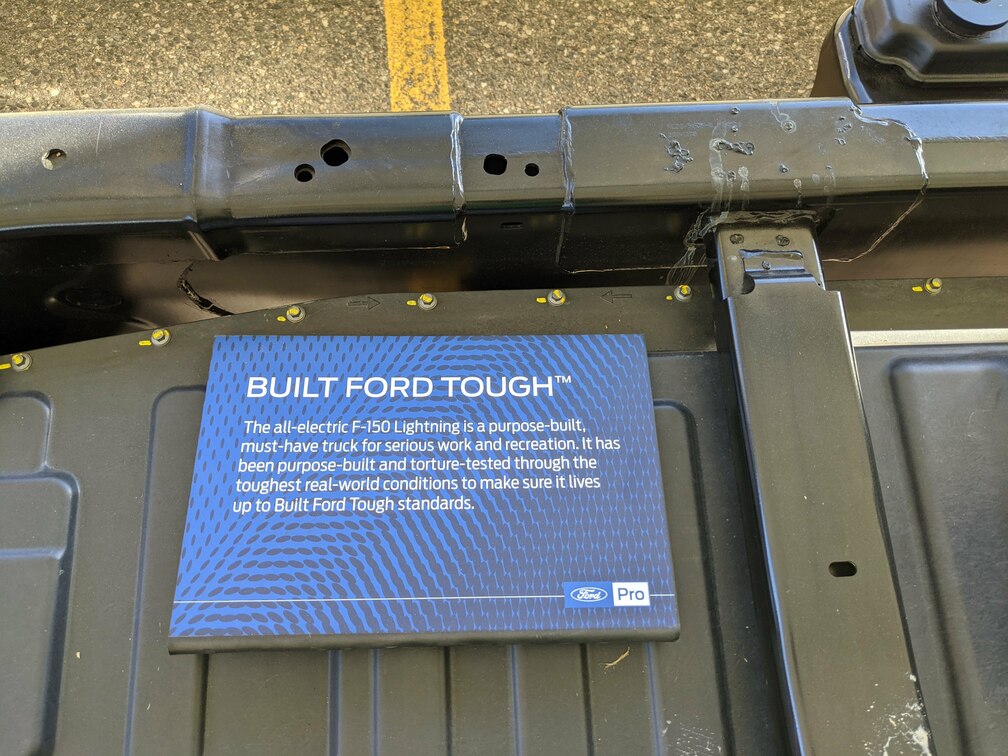 BUILT FORD TOUGH™
The all-electric F-150 Lightning is a purpose-built,
must-have truck for serious work and recreation. It has
been purpose-built and torture-tested through the
toughest real-world conditions to make sure it lives
up to Built Ford Tough standards.
Ford Pro